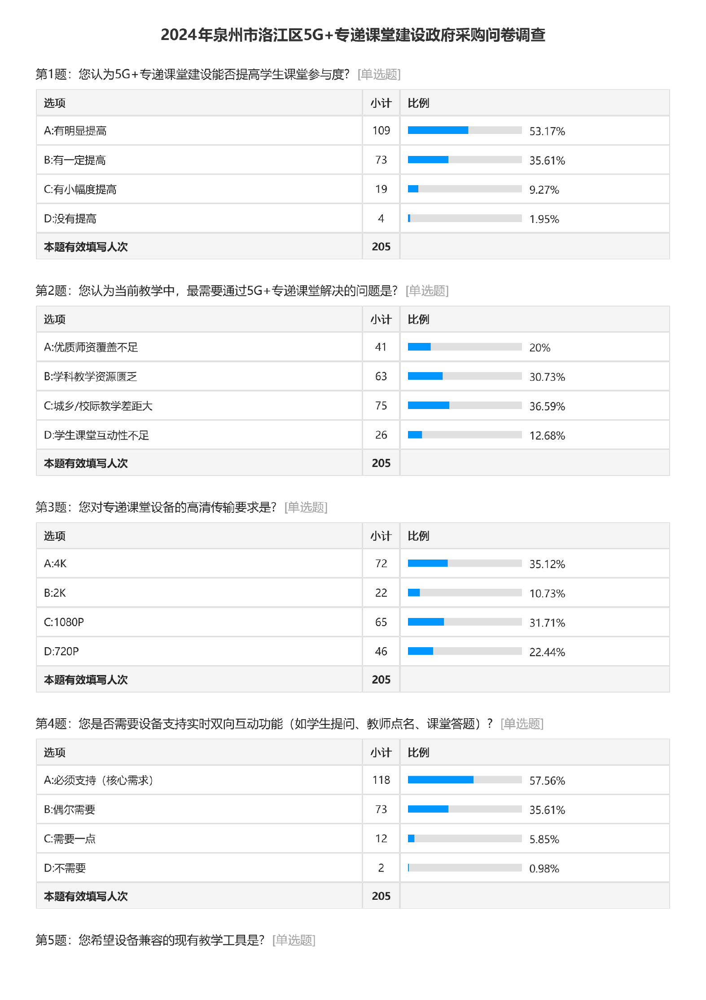 2024年泉州市洛江区5G+专递课堂建设政府采购问卷调查
第1题：您认为5G+专递课堂建设能否提高学生课堂参与度？ [单选题]
选项 小计 比例
A:有明显提高 109 53.17%
B:有一定提高 73 35.61%
C:有小幅度提高 19 9.27%
D:没有提高 4 1.95%
本题有效填写人次 205
第2题：您认为当前教学中，最需要通过5G+专递课堂解决的问题是？ [单选题]
选项 小计 比例
A:优质师资覆盖不足 41 20%
B:学科教学资源匮乏 63 30.73%
C:城乡/校际教学差距大 75 36.59%
D:学生课堂互动性不足 26 12.68%
本题有效填写人次 205
第3题：您对专递课堂设备的高清传输要求是？ [单选题]
选项 小计 比例
A:4K 72 35.12%
B:2K 22 10.73%
C:1080P 65 31.71%
D:720P 46 22.44%
本题有效填写人次 205
第4题：您是否需要设备支持实时双向互动功能（如学生提问、教师点名、课堂答题）？ [单选题]
选项 小计 比例
A:必须支持（核心需求） 118 57.56%
B:偶尔需要 73 35.61%
C:需要一点 12 5.85%
D:不需要 2 0.98%
本题有效填写人次 205
第5题：您希望设备兼容的现有教学工具是？ [单选题]